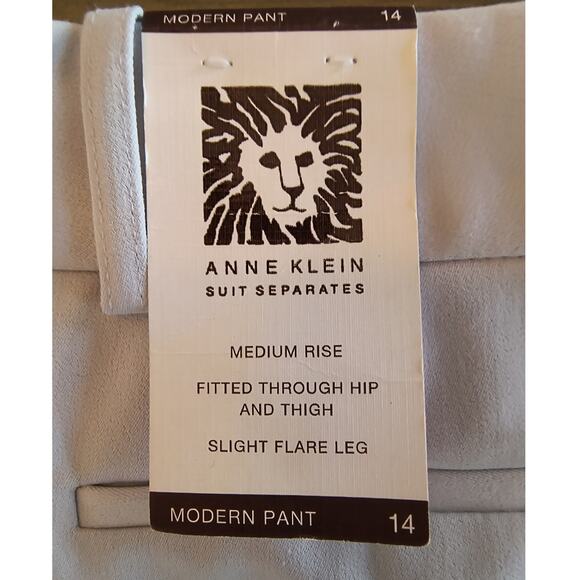 MODERN PANT 14
ANNE KLEIN
SUIT SEPARATES
MEDIUM RISE
FITTED THROUGH HIP
AND THIGH
SLIGHT FLARE LEG
MODERN PANT 14